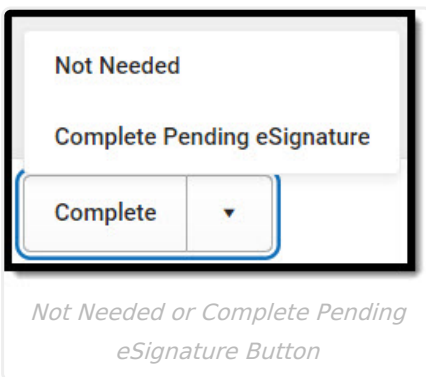 Not Needed
Complete Pending eSignature
Complete
Not Needed or Complete Pending
eSignature Button